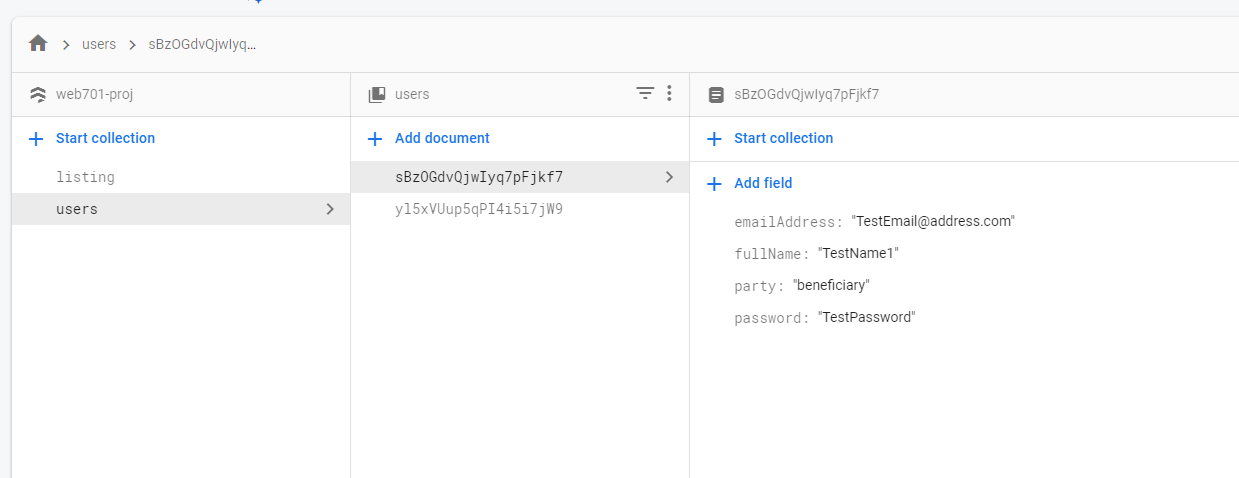 users sBzOGdvQjwIyq...
web701-proj
Start collection
listing
users
users
Add document
sBzOGdvQjwIyq7pFjkf7
yl5xVUup5qPI4i5i7jW9
sBzOGdvQjwIyq7pFjkf7
Start collection
Add field
emailAddress: "TestEmail@address.com"
fullName: "TestName1"
party: "beneficiary"
password: "TestPassword"